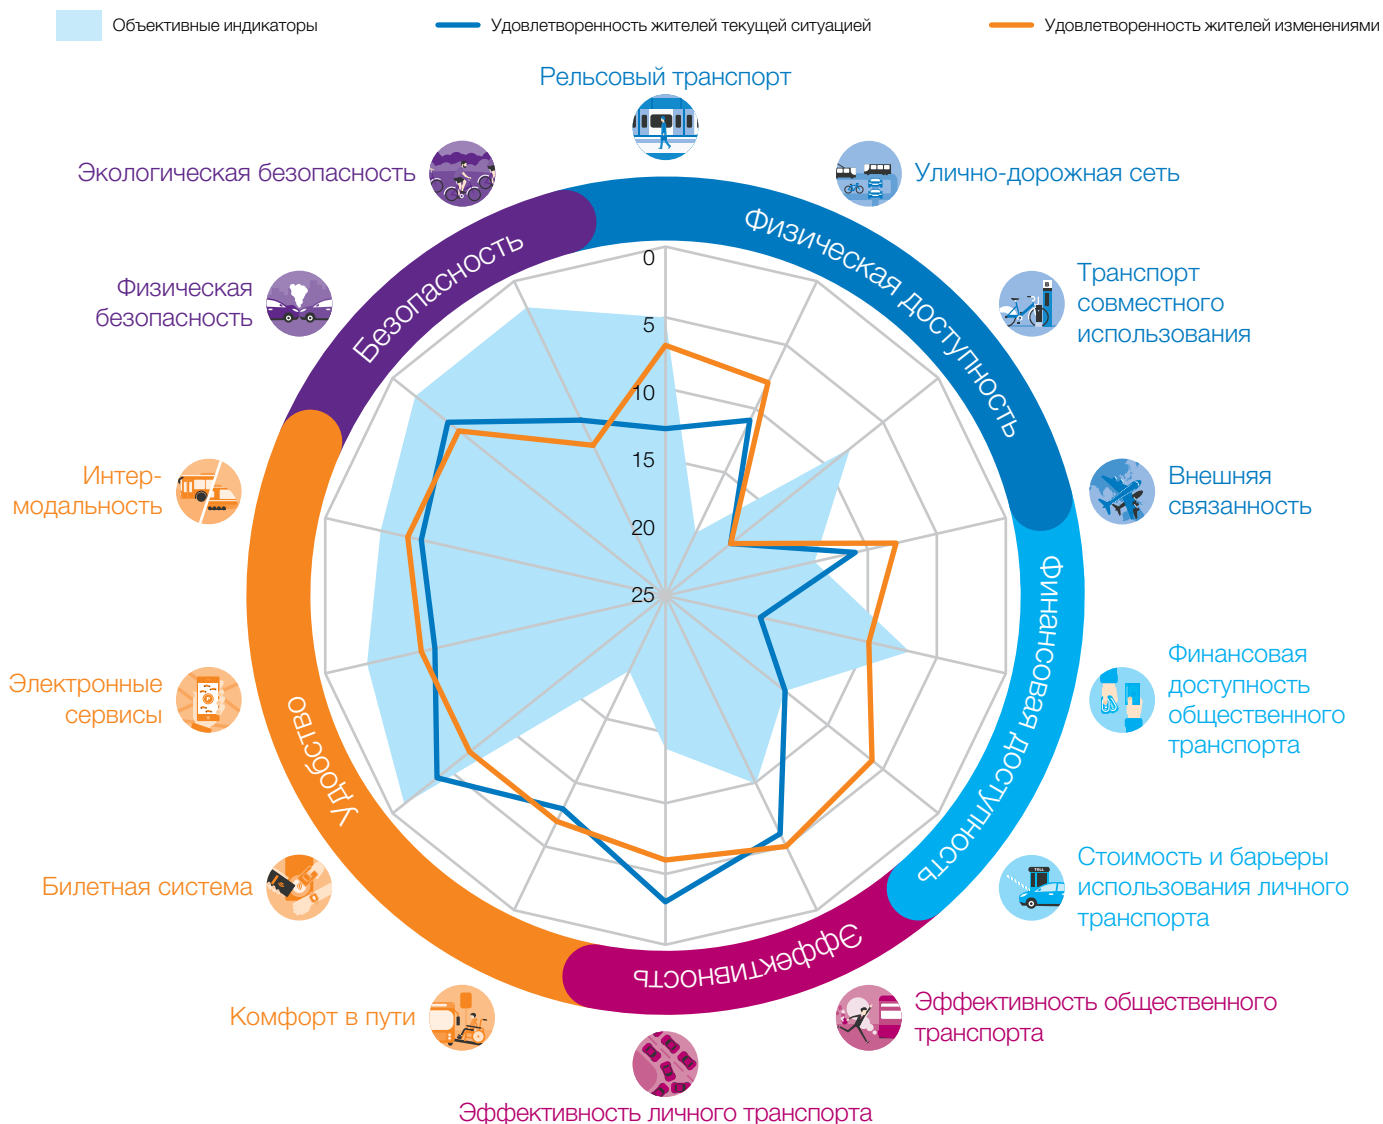 Объективные индикаторы
Удовлетворенность жителей текущей ситуацией
Удовлетворенность жителей изменениями
Рельсовый транспорт
Экологическая безопасность
Улично-дорожная сеть
Физическая
безопасность
Транспорт
совместного
использования
Интер-
модальность
Внешняя
связанность
Электронные
сервисы
Финансовая
доступность
общественного
транспорта
Билетная система
Стоимость и барьеры
использования личного
транспорта
Комфорт в пути
Эффективность общественного
транспорта
Эффективность личного транспорта
Безопасность
Физическая доступность
Финансовая доступность
Эффективность
Удобство
0
5
10
15
20
25